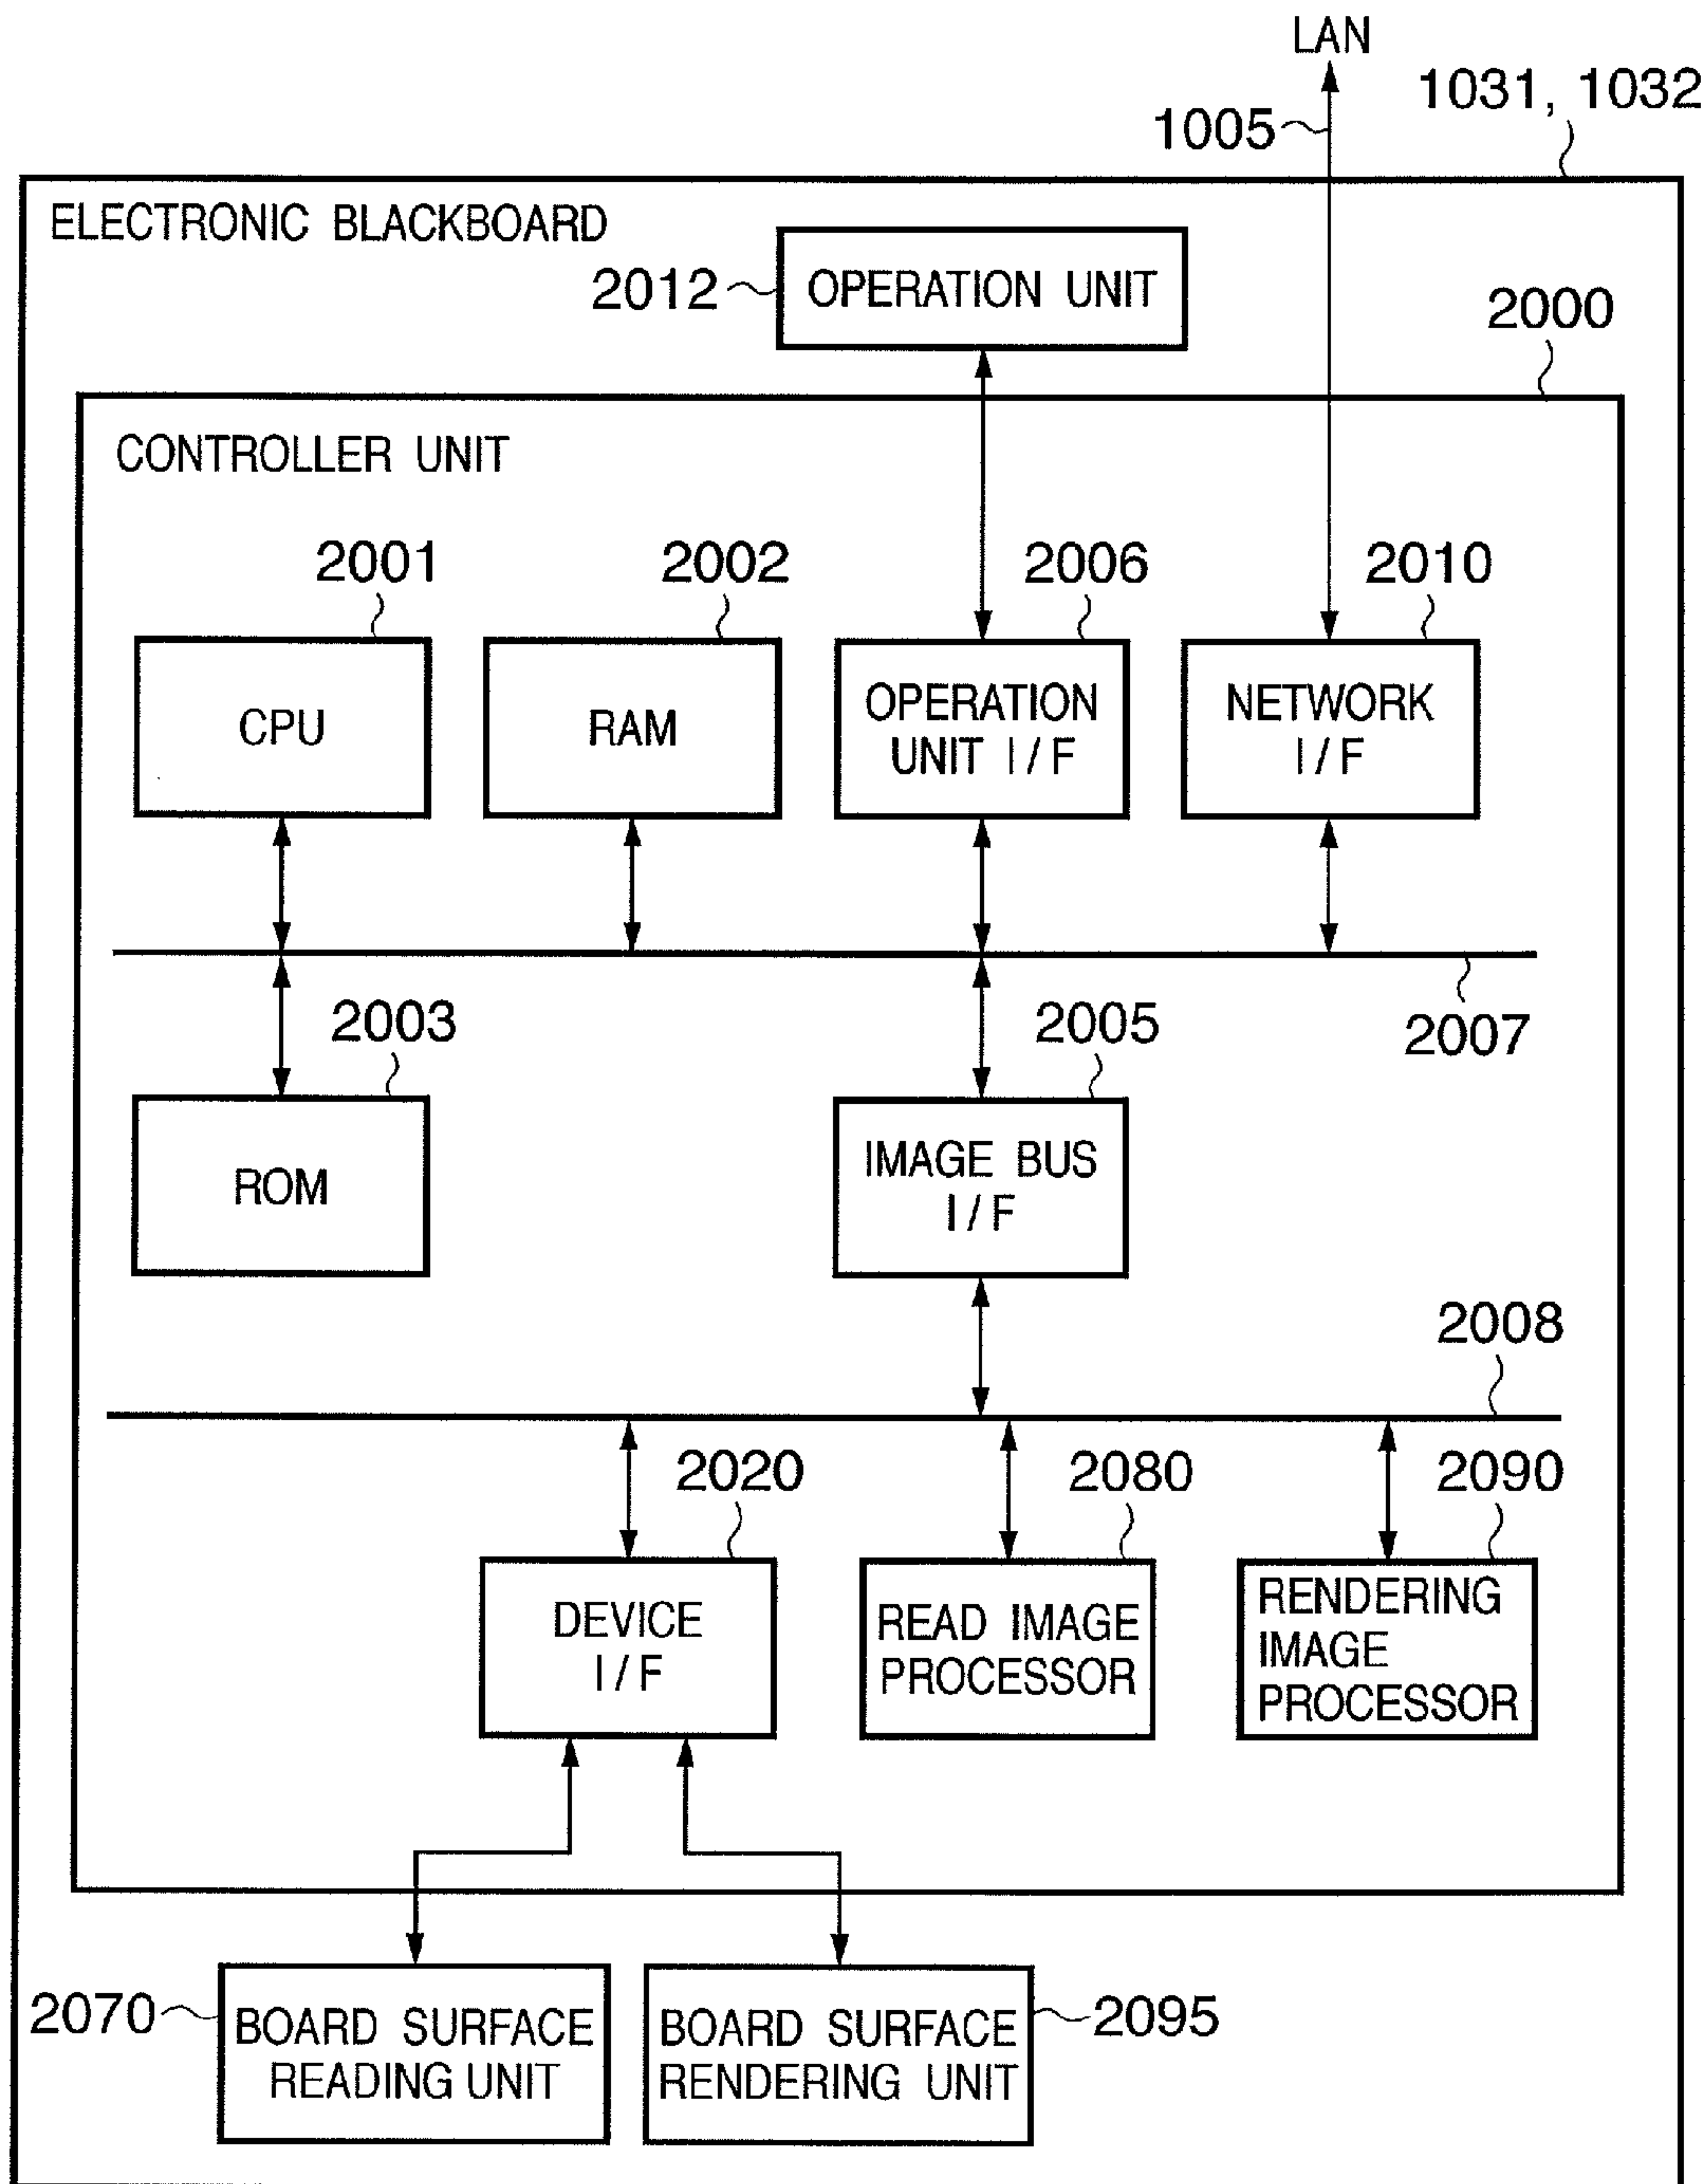 LAN
1031, 1032
1005
ELECTRONIC BLACKBOARD
2012
OPERATION UNIT
2000
CONTROLLER UNIT
2001
2002
2006
2010
CPU
RAM
OPERATION
UNIT I/F
NETWORK
I/F
2003
2005
2007
ROM
IMAGE BUS
I/F
2008
2020
2080
2090
DEVICE
I/F
READ IMAGE
PROCESSOR
RENDERING
IMAGE
PROCESSOR
2070
BOARD SURFACE
READING UNIT
BOARD SURFACE
RENDERING UNIT
2095